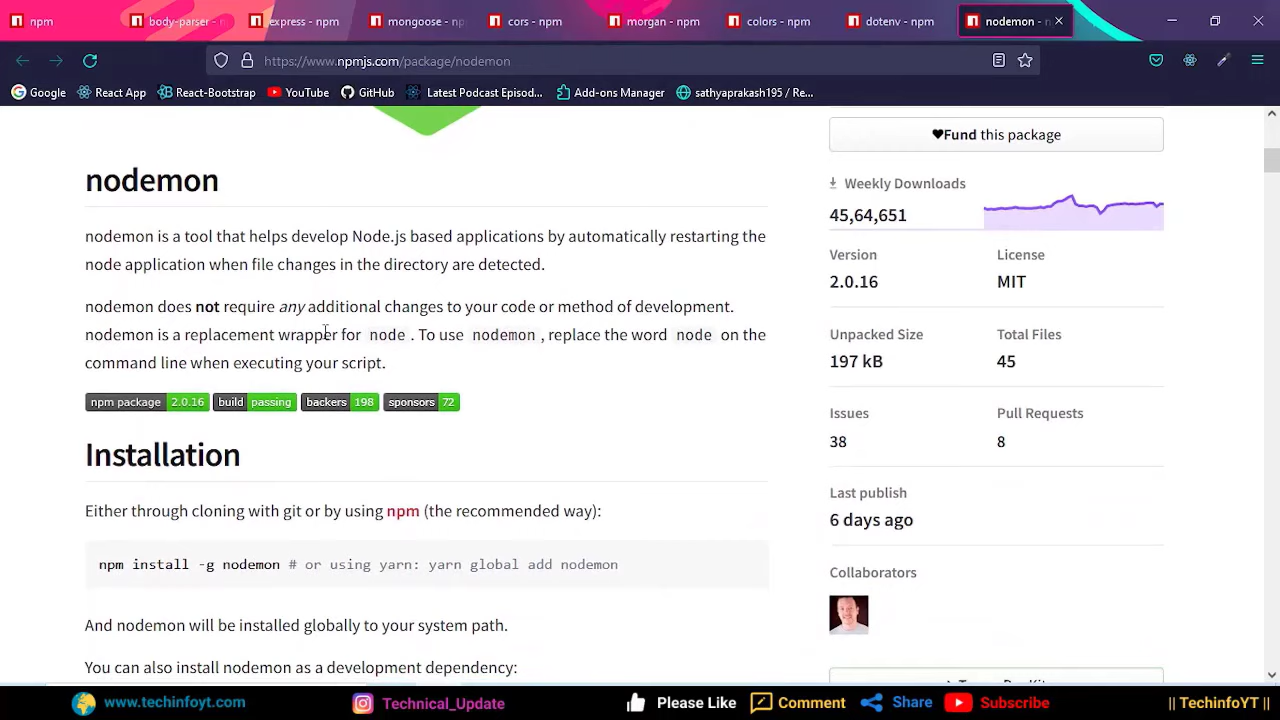 npm
body-parser - n
express - npm
mongoose - npm
cors - npm
morgan - npm
colors - npm
dotenv - npm
nodemon - n
https://www.npmjs.com/package/nodemon
Google
React App
React-Bootstrap
YouTube
GitHub
Latest Podcast Episod...
Add-ons Manager
sathyaprakash195 / Re...
nodemon
nodemon is a tool that helps develop Node.js based applications by automatically restarting the
node application when file changes in the directory are detected.
nodemon does not require any additional changes to your code or method of development.
nodemon is a replacement wrapper for node . To use nodemon , replace the word node on the
command line when executing your script.
npm package 2.0.16 build passing backers 198 sponsors 72
Installation
Either through cloning with git or by using npm (the recommended way):
npm install -g nodemon # or using yarn: yarn global add nodemon
And nodemon will be installed globally to your system path.
You can also install nodemon as a development dependency:
Fund this package
Weekly Downloads
45,64,651
Version
License
2.0.16
MIT
Unpacked Size
Total Files
197 kB
45
Issues
Pull Requests
38
8
Last publish
6 days ago
Collaborators
www.techinfoyt.com
Technical_Update
Please Like
Comment
Share
Subscribe
|| TechinfoYT ||